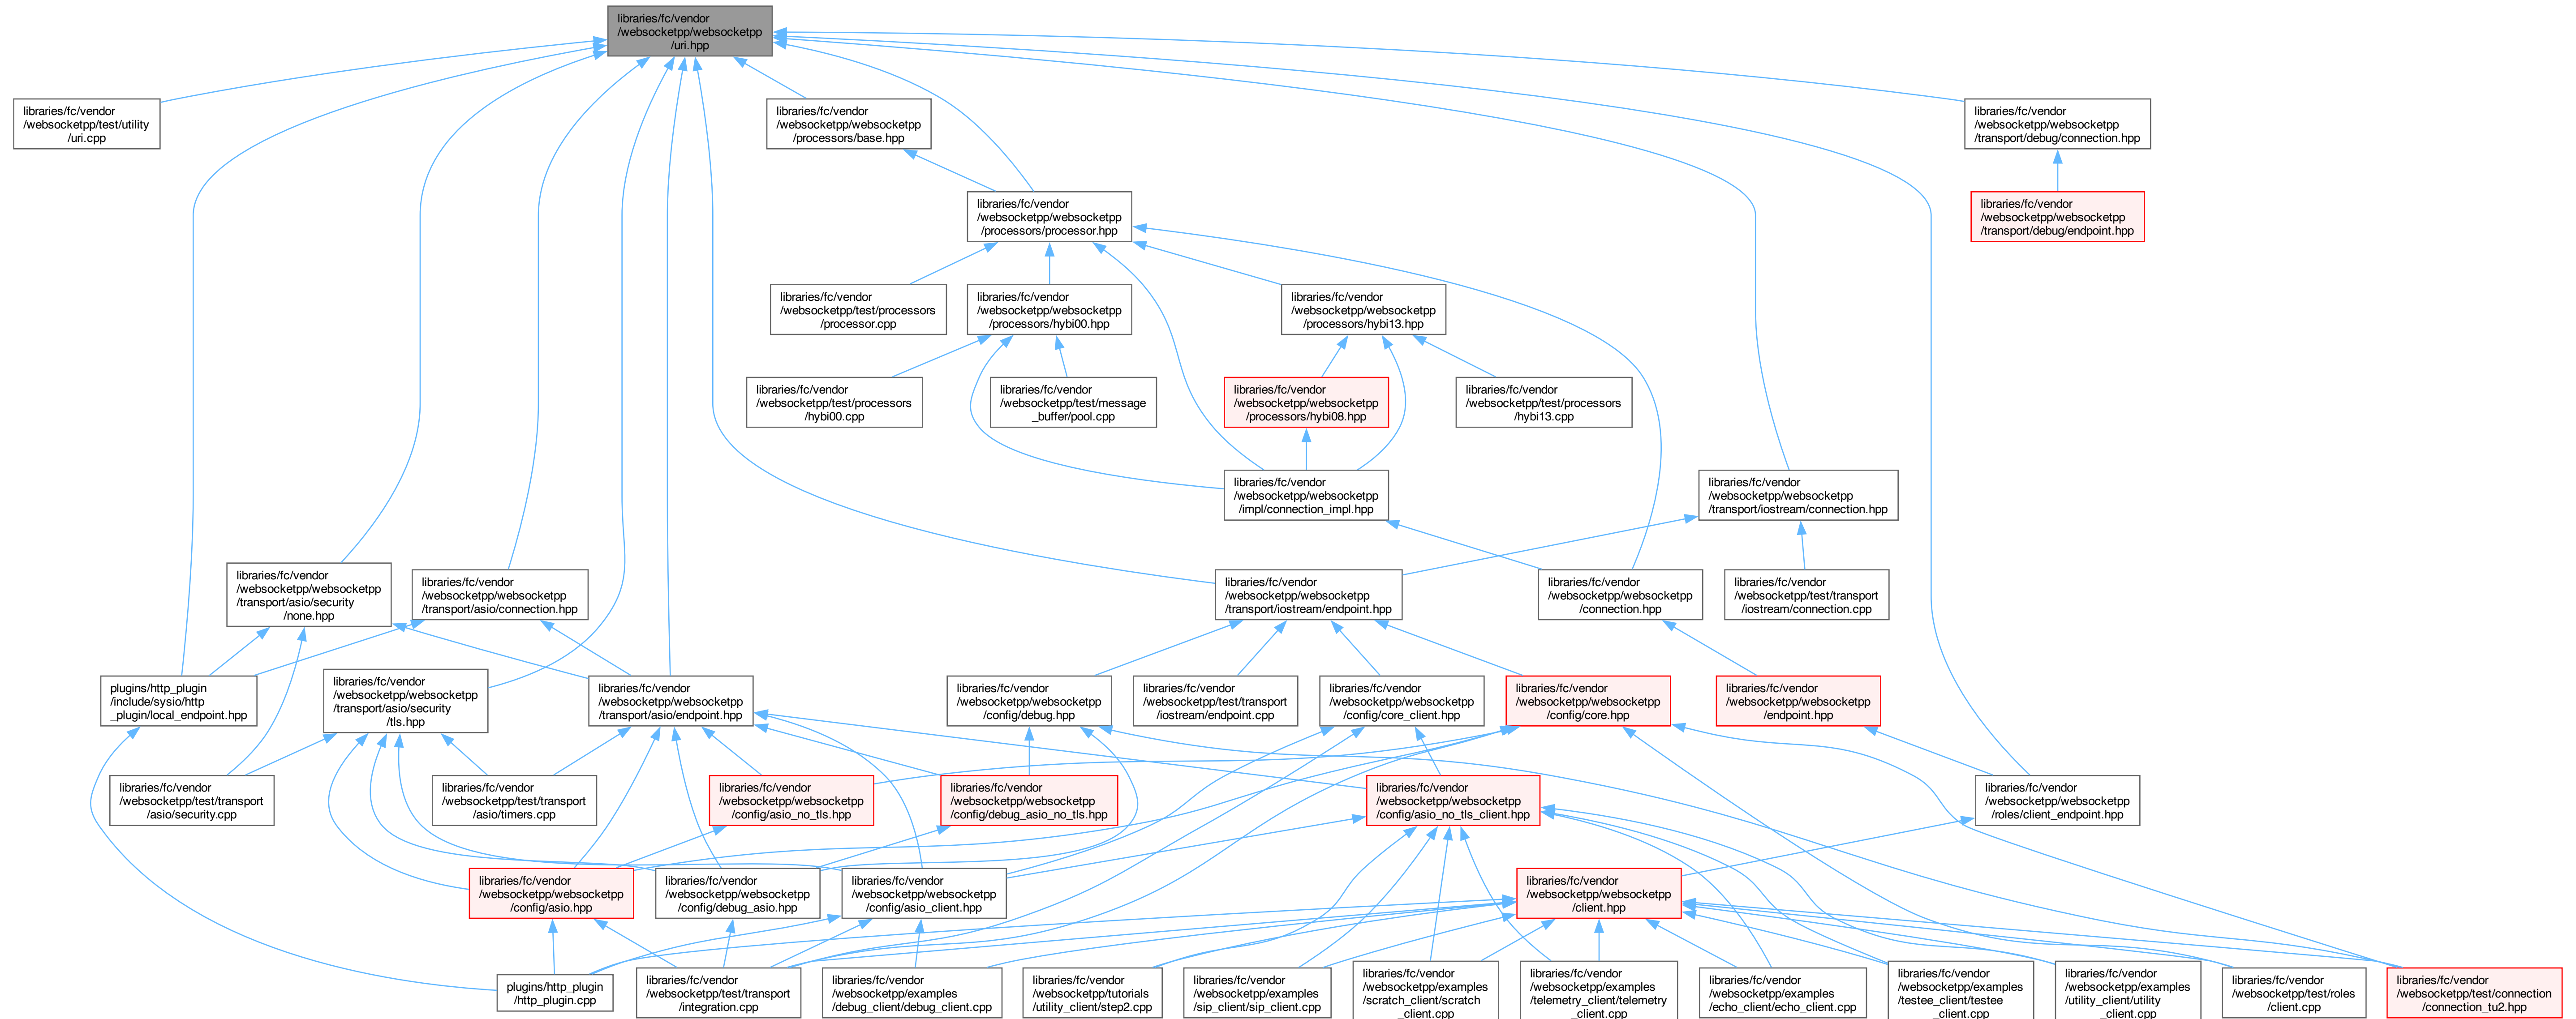 libraries/fc/vendor
/websocketpp/websocketpp
/uri.hpp
libraries/fc/vendor
/websocketpp/test/utility
/uri.cpp
libraries/fc/vendor
/websocketpp/websocketpp
/processors/base.hpp
libraries/fc/vendor
/websocketpp/websocketpp
/transport/debug/connection.hpp
libraries/fc/vendor
/websocketpp/websocketpp
/processors/processor.hpp
libraries/fc/vendor
/websocketpp/websocketpp
/transport/debug/endpoint.hpp
libraries/fc/vendor
/websocketpp/test/processors
/processor.cpp
libraries/fc/vendor
/websocketpp/websocketpp
/processors/hybi00.hpp
libraries/fc/vendor
/websocketpp/websocketpp
/processors/hybi13.hpp
libraries/fc/vendor
/websocketpp/test/processors
/hybi00.cpp
libraries/fc/vendor
/websocketpp/test/message
_buffer/pool.cpp
libraries/fc/vendor
/websocketpp/websocketpp
/processors/hybi08.hpp
libraries/fc/vendor
/websocketpp/test/processors
/hybi13.cpp
libraries/fc/vendor
/websocketpp/websocketpp
/impl/connection_impl.hpp
libraries/fc/vendor
/websocketpp/websocketpp
/transport/iostream/connection.hpp
libraries/fc/vendor
/websocketpp/websocketpp
/transport/asio/security
/none.hpp
libraries/fc/vendor
/websocketpp/websocketpp
/transport/asio/connection.hpp
libraries/fc/vendor
/websocketpp/websocketpp
/transport/iostream/endpoint.hpp
libraries/fc/vendor
/websocketpp/websocketpp
/connection.hpp
libraries/fc/vendor
/websocketpp/test/transport
/iostream/connection.cpp
plugins/http_plugin
/include/sysio/http
_plugin/local_endpoint.hpp
libraries/fc/vendor
/websocketpp/websocketpp
/transport/asio/security
/tls.hpp
libraries/fc/vendor
/websocketpp/websocketpp
/transport/asio/endpoint.hpp
libraries/fc/vendor
/websocketpp/websocketpp
/config/debug.hpp
libraries/fc/vendor
/websocketpp/test/transport
/iostream/endpoint.cpp
libraries/fc/vendor
/websocketpp/websocketpp
/config/core_client.hpp
libraries/fc/vendor
/websocketpp/websocketpp
/config/core.hpp
libraries/fc/vendor
/websocketpp/websocketpp
/endpoint.hpp
libraries/fc/vendor
/websocketpp/test/transport
/asio/security.cpp
libraries/fc/vendor
/websocketpp/test/transport
/asio/timers.cpp
libraries/fc/vendor
/websocketpp/websocketpp
/config/asio_no_tls.hpp
libraries/fc/vendor
/websocketpp/websocketpp
/config/debug_asio_no_tls.hpp
libraries/fc/vendor
/websocketpp/websocketpp
/config/asio_no_tls_client.hpp
libraries/fc/vendor
/websocketpp/websocketpp
/roles/client_endpoint.hpp
libraries/fc/vendor
/websocketpp/websocketpp
/config/asio.hpp
libraries/fc/vendor
/websocketpp/websocketpp
/config/debug_asio.hpp
libraries/fc/vendor
/websocketpp/websocketpp
/config/asio_client.hpp
libraries/fc/vendor
/websocketpp/websocketpp
/client.hpp
plugins/http_plugin
/http_plugin.cpp
libraries/fc/vendor
/websocketpp/test/transport
/integration.cpp
libraries/fc/vendor
/websocketpp/examples
/debug_client/debug_client.cpp
libraries/fc/vendor
/websocketpp/tutorials
/utility_client/step2.cpp
libraries/fc/vendor
/websocketpp/examples
/sip_client/sip_client.cpp
libraries/fc/vendor
/websocketpp/examples
/scratch_client/scratch
_client.cpp
libraries/fc/vendor
/websocketpp/examples
/telemetry_client/telemetry
_client.cpp
libraries/fc/vendor
/websocketpp/examples
/echo_client/echo_client.cpp
libraries/fc/vendor
/websocketpp/examples
/testee_client/testee
_client.cpp
libraries/fc/vendor
/websocketpp/examples
/utility_client/utility
_client.cpp
libraries/fc/vendor
/websocketpp/test/roles
/client.cpp
libraries/fc/vendor
/websocketpp/test/connection
/connection_tu2.hpp